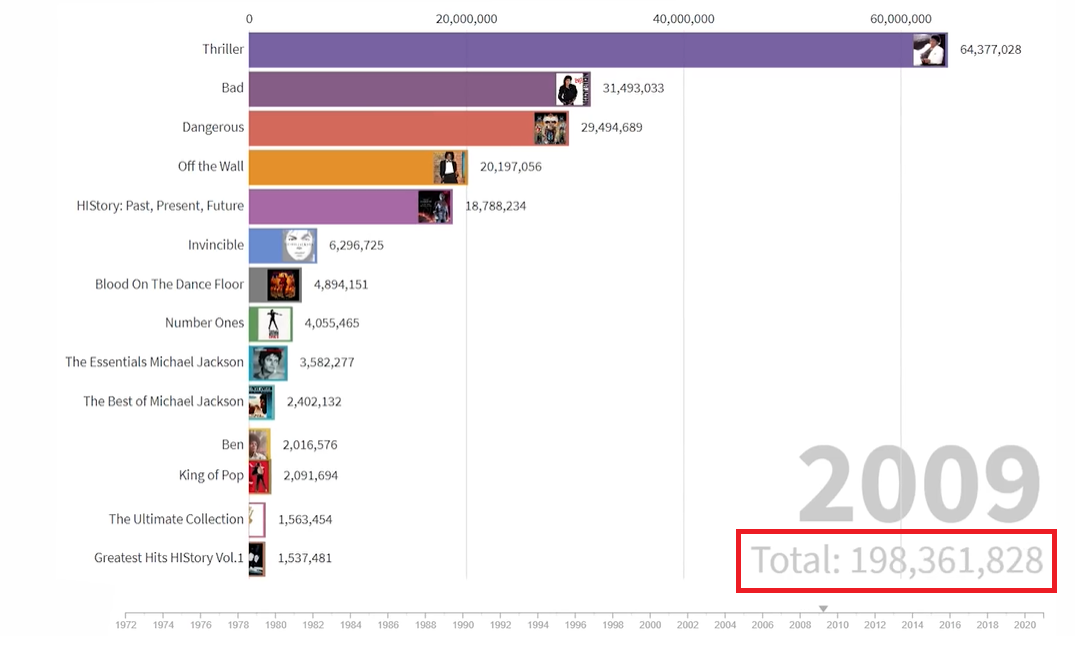 0 20,000,000 40,000,000 60,000,000
Thriller 64,377,028
Bad 31,493,033
Dangerous 29,494,689
Off the Wall 20,197,056
HIStory: Past, Present, Future 18,788,234
Invincible 6,296,725
Blood On The Dance Floor 4,894,151
Number Ones 4,055,465
The Essentials Michael Jackson 3,582,277
The Best of Michael Jackson 2,402,132
Ben 2,016,576
King of Pop 2,091,694
The Ultimate Collection 1,563,454
Greatest Hits HIStory Vol.1 1,537,481
2009
Total: 198,361,828
1972 1974 1976 1978 1980 1982 1984 1986 1988 1990 1992 1994 1996 1998 2000 2002 2004 2006 2008 2010 2012 2014 2016 2018 2020